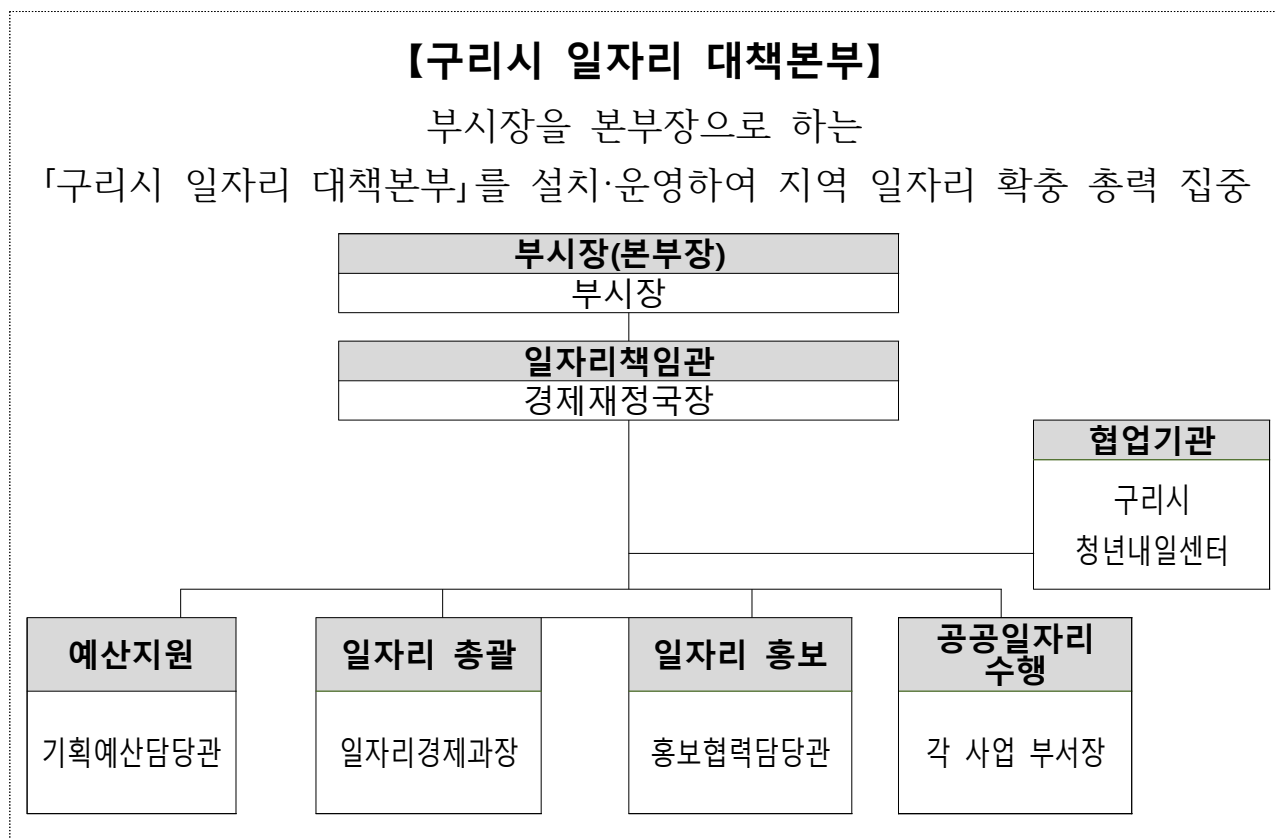 【구리시 일자리 대책본부】
부시장을 본부장으로 하는
「구리시 일자리 대책본부」를 설치·운영하여 지역 일자리 확충 총력 집중
부시장(본부장)
부시장
일자리책임관
경제재정국장
협업기관
구리시
청년내일센터
예산지원
기획예산담당관
일자리 총괄
일자리경제과장
일자리 홍보
홍보협력담당관
공공일자리
수행
각 사업 부서장